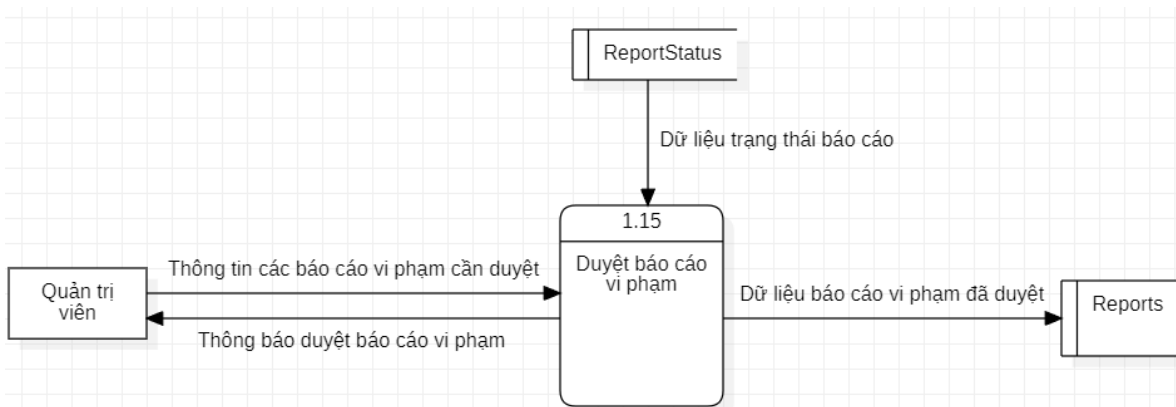 ReportStatus
Dữ liệu trạng thái báo cáo
1.15
Duyệt báo cáo
vi phạm
Thông tin các báo cáo vi phạm cần duyệt
Quản trị
viên
Thông báo duyệt báo cáo vi phạm
Dữ liệu báo cáo vi phạm đã duyệt
Reports